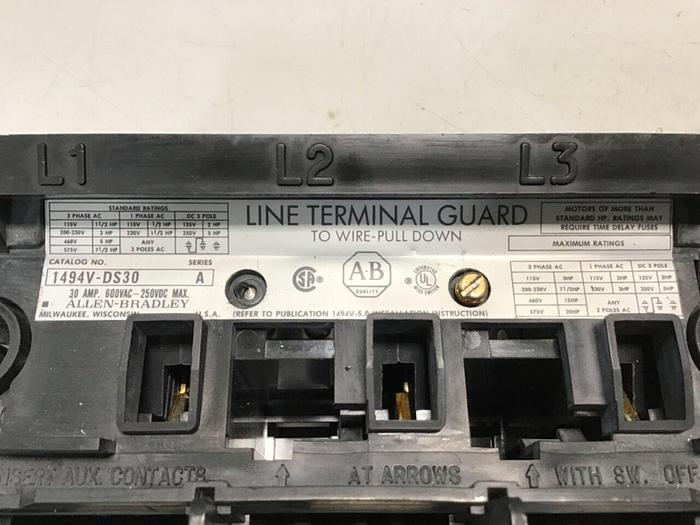 L1 L2 L3
STANDARD RATINGS
3 PHASE AC 1 PHASE AC DC 2 POLE
115V 1 1/2 HP 115V 1/2 HP 125V 2 HP
200-230V 3 HP 230V 1 1/2 HP 250V 5 HP
460V 5 HP ANY
575V 7 1/2 HP 2 POLES AC
LINE TERMINAL GUARD
TO WIRE-PULL DOWN
MOTORS OF MORE THAN
STANDARD HP. RATINGS MAY
REQUIRE TIME DELAY FUSES
MAXIMUM RATINGS
CATALOG NO. SERIES
1494V-DS30 A
30 AMP. 600VAC-250VDC MAX.
ALLEN-BRADLEY
MILWAUKEE, WISCONSIN U.S.A.
SA
A-B
QUALITY
UL
(REFER TO PUBLICATION 1494V-5.0 INSTALLATION INSTRUCTION)
3 PHASE AC 1 PHASE AC DC 2 POLE
115V 3HP 115V 2HP 125V 3HP
200-230V 7 1/2HP 230V 3HP 250V 5HP
460V 15HP ANY
575V 20HP 2 POLES AC
INSERT AUX. CONTACTS ↑ AT ARROWS ↑ WITH SW. OFF